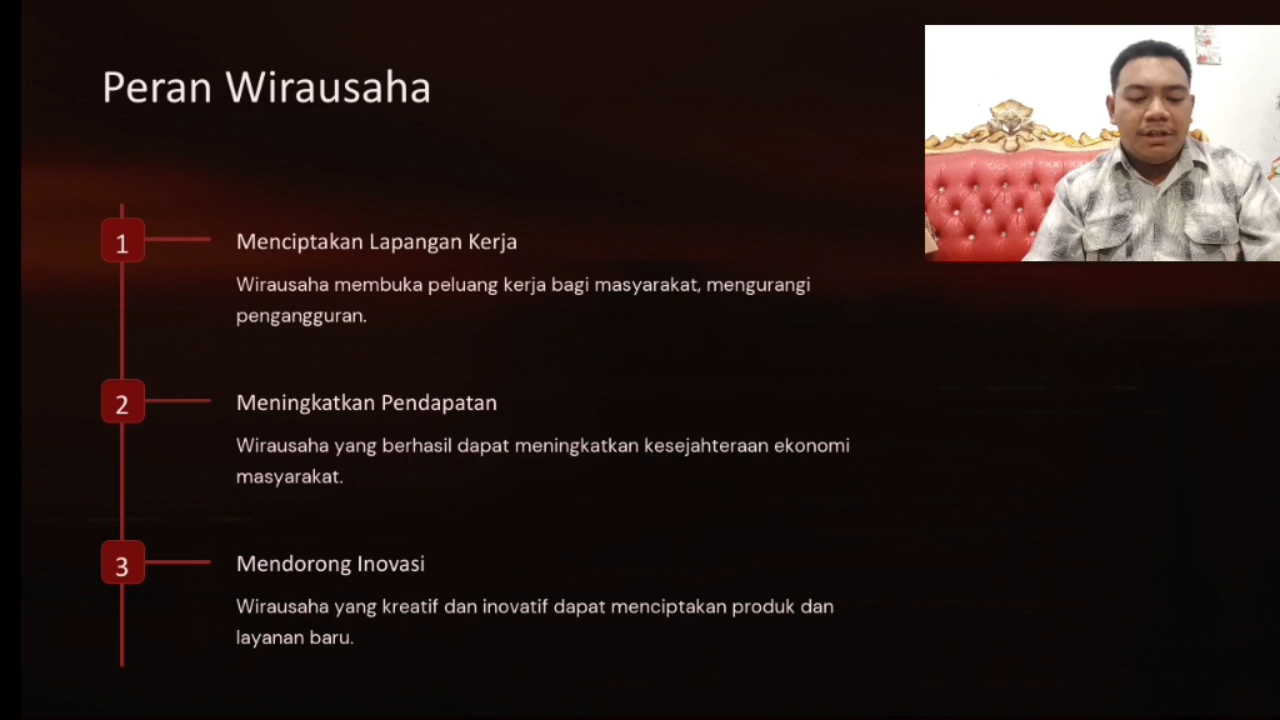 Peran Wirausaha
1
Menciptakan Lapangan Kerja
Wirausaha membuka peluang kerja bagi masyarakat, mengurangi
pengangguran.
2
Meningkatkan Pendapatan
Wirausaha yang berhasil dapat meningkatkan kesejahteraan ekonomi
masyarakat.
3
Mendorong Inovasi
Wirausaha yang kreatif dan inovatif dapat menciptakan produk dan
layanan baru.